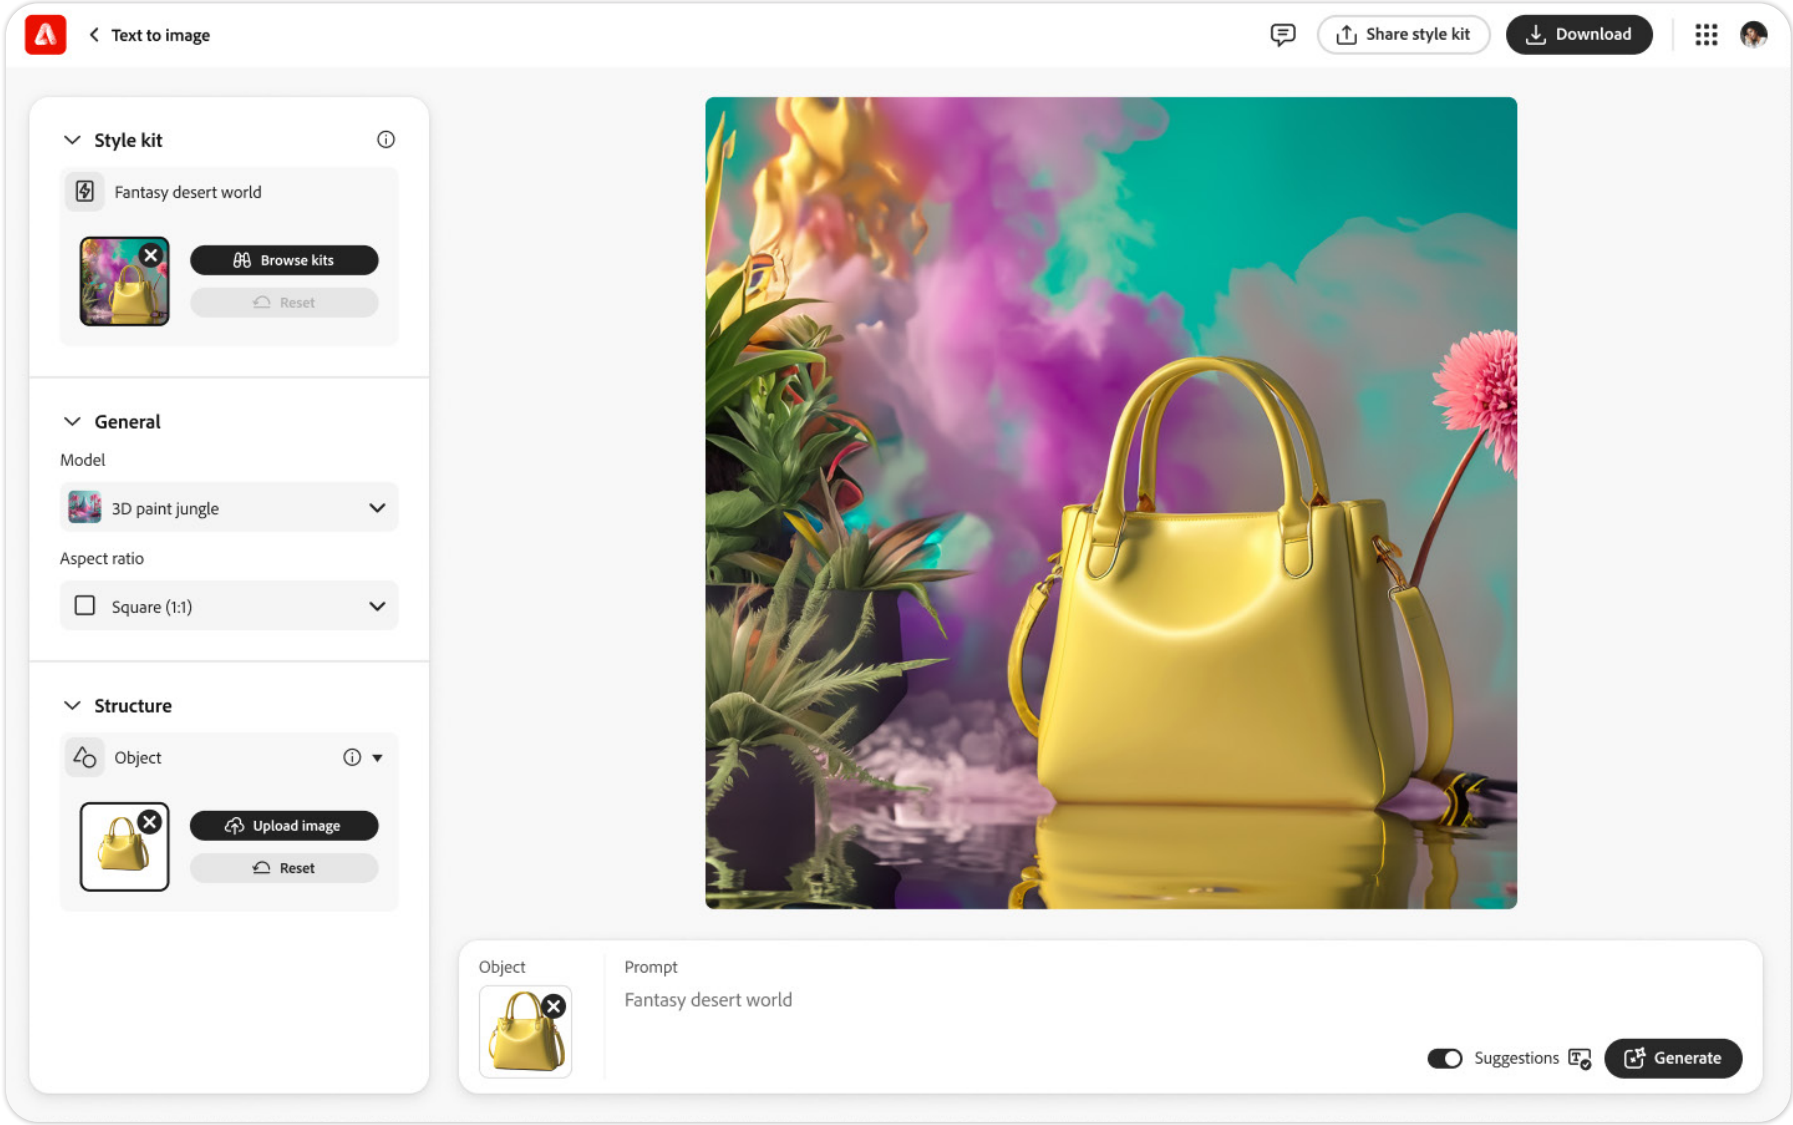 Text to image
Share style kit
Download
Style kit
Fantasy desert world
Browse kits
Reset
General
Model
3D paint jungle
Aspect ratio
Square (1:1)
Structure
Object
Upload image
Reset
Object
Prompt
Fantasy desert world
Suggestions
Generate